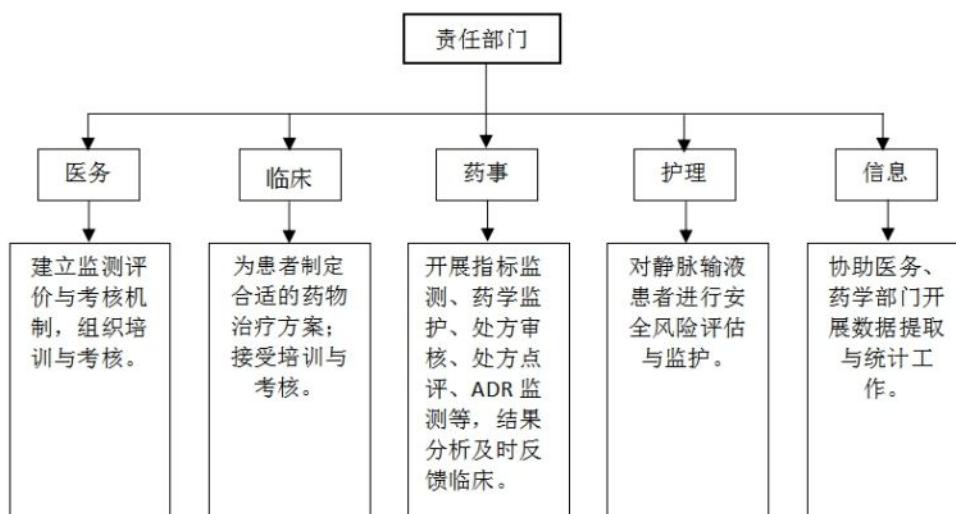 责任部门
医务
临床
药事
护理
信息
建立监测评
价与考核机
制，组织培
训与考核。
为患者制定
合适的药物
治疗方案；
接受培训与
考核。
开展指标监
测、药学监
护、处方审
核、处方点
评、ADR 监
测等，结果
分析及时反
馈临床。
对静脉输液
患者进行安
全风险评估
与监护。
协助医务、
药学部门开
展数据提取
与统计工
作。